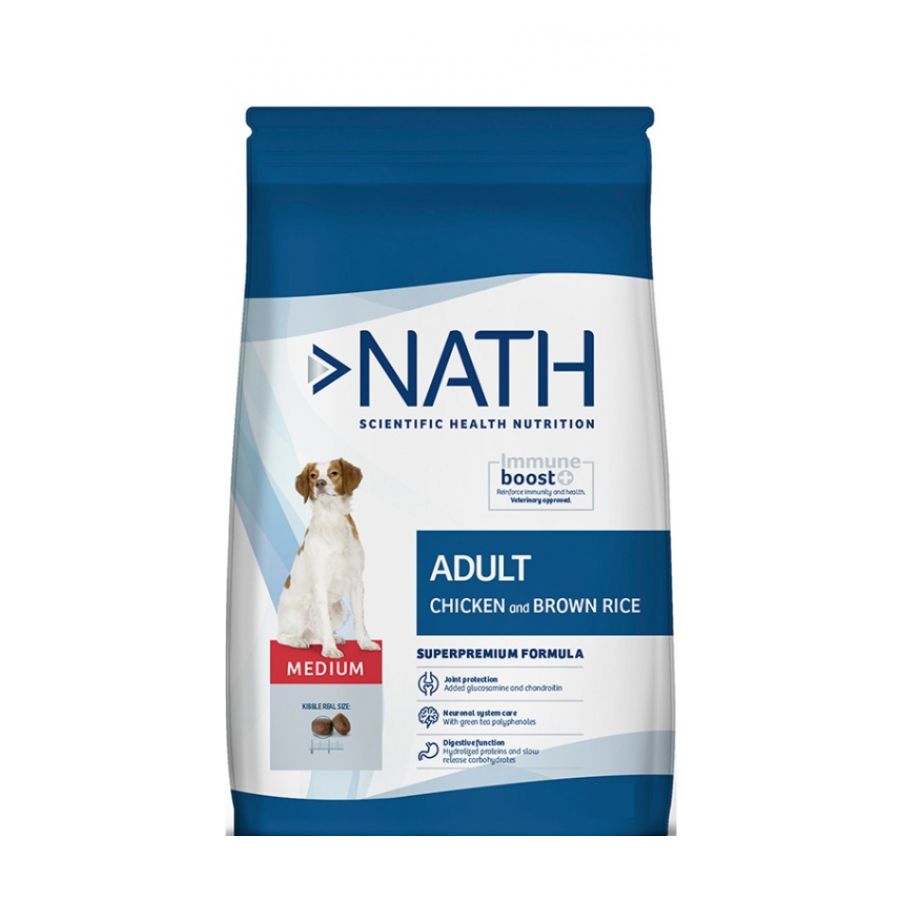 NATH
SCIENTIFIC HEALTH NUTRITION
Immune
boost+
Reinforce immunity and health.
Veterinary approved.
ADULT
CHICKEN and BROWN RICE
SUPERPREMIUM FORMULA
MEDIUM
KIBBLE REAL SIZE:
Joint protection
Added glucosamine and chondroitin
Neuronal system care
With green tea polyphenoles
Digestive function
Hydrolized proteins and slow
release carbohydrates